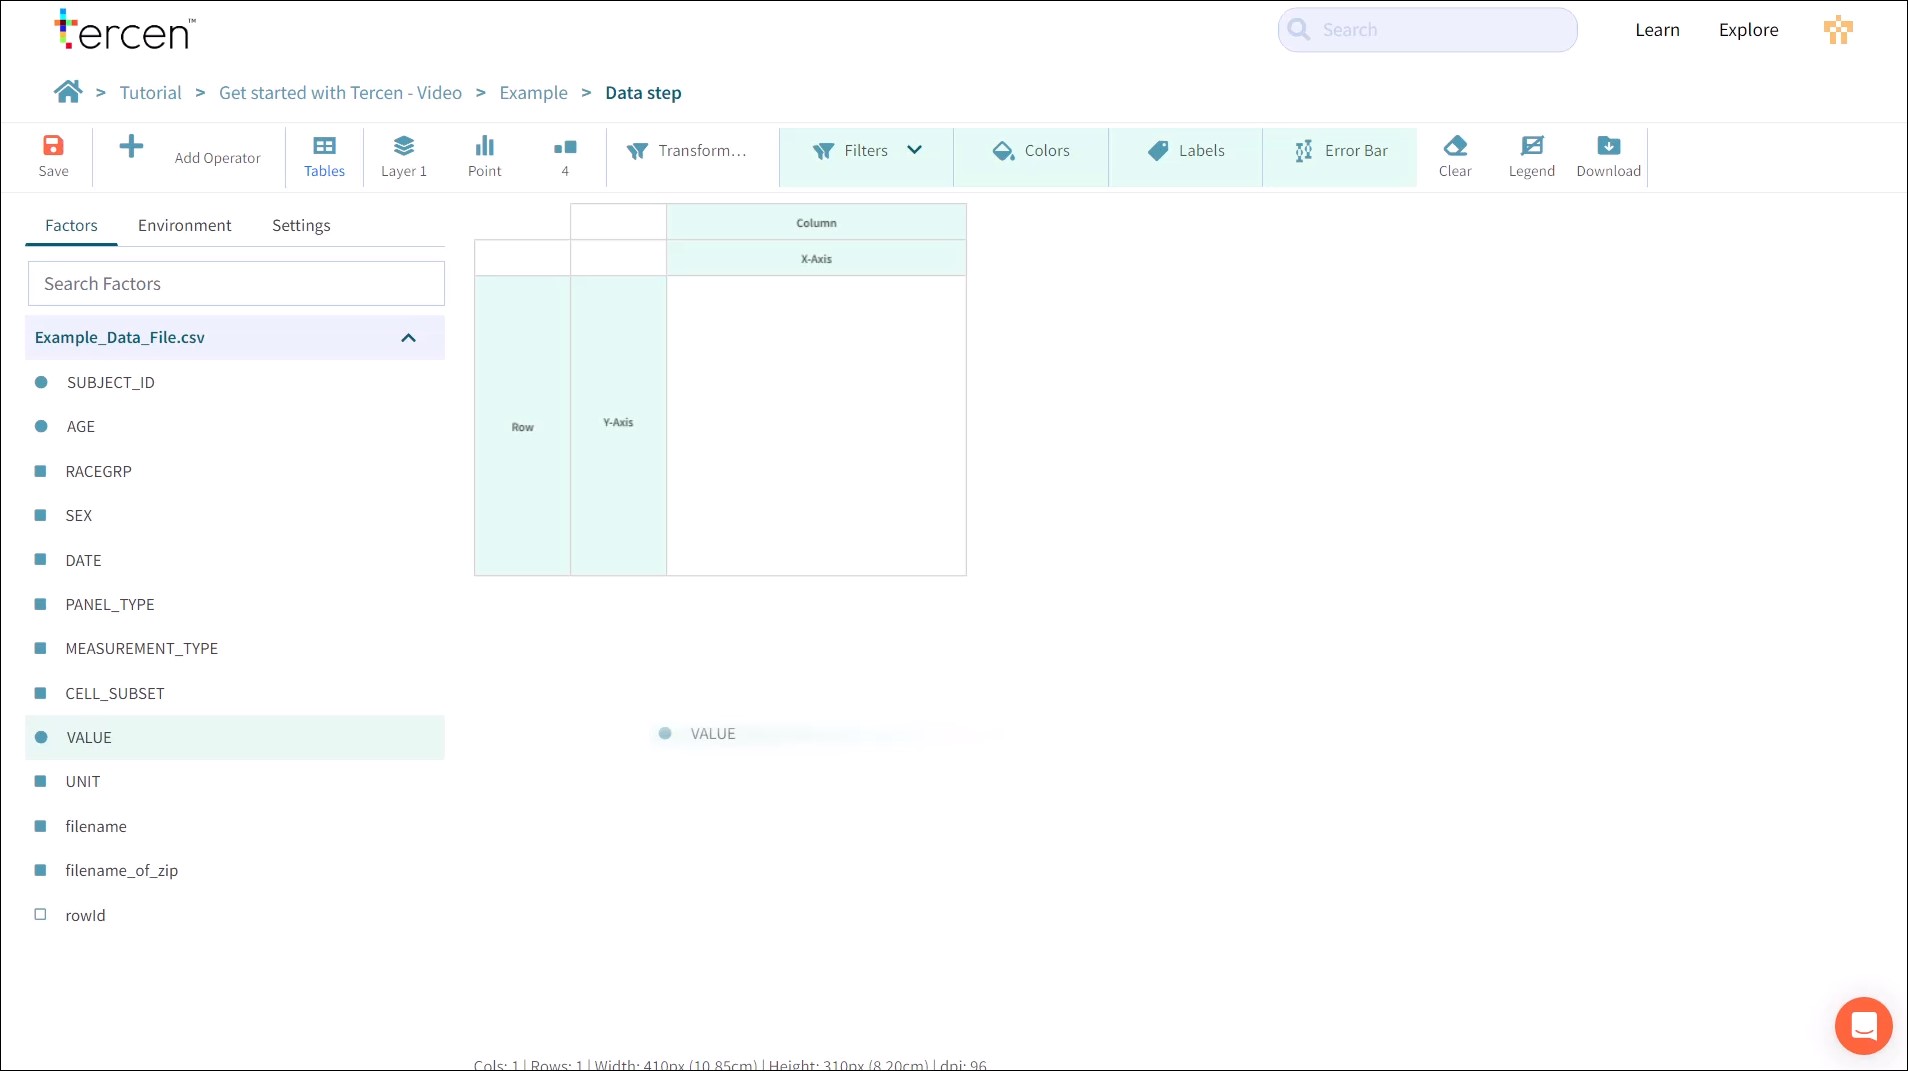 tercen™
Search
Learn
Explore
> Tutorial > Get started with Tercen - Video > Example > Data step
Save
Add Operator
Tables
Layer 1
Point
4
Transform...
Filters
Colors
Labels
Error Bar
Clear
Legend
Download
Factors
Environment
Settings
Search Factors
Example_Data_File.csv
SUBJECT_ID
AGE
RACEGRP
SEX
DATE
PANEL_TYPE
MEASUREMENT_TYPE
CELL_SUBSET
VALUE
UNIT
filename
filename_of_zip
rowId
Column
X-Axis
Row
Y-Axis
VALUE
Cols: 1 | Rows: 1 | Width: 410px (10.85cm) | Height: 310px (8.20cm) | dpi: 96